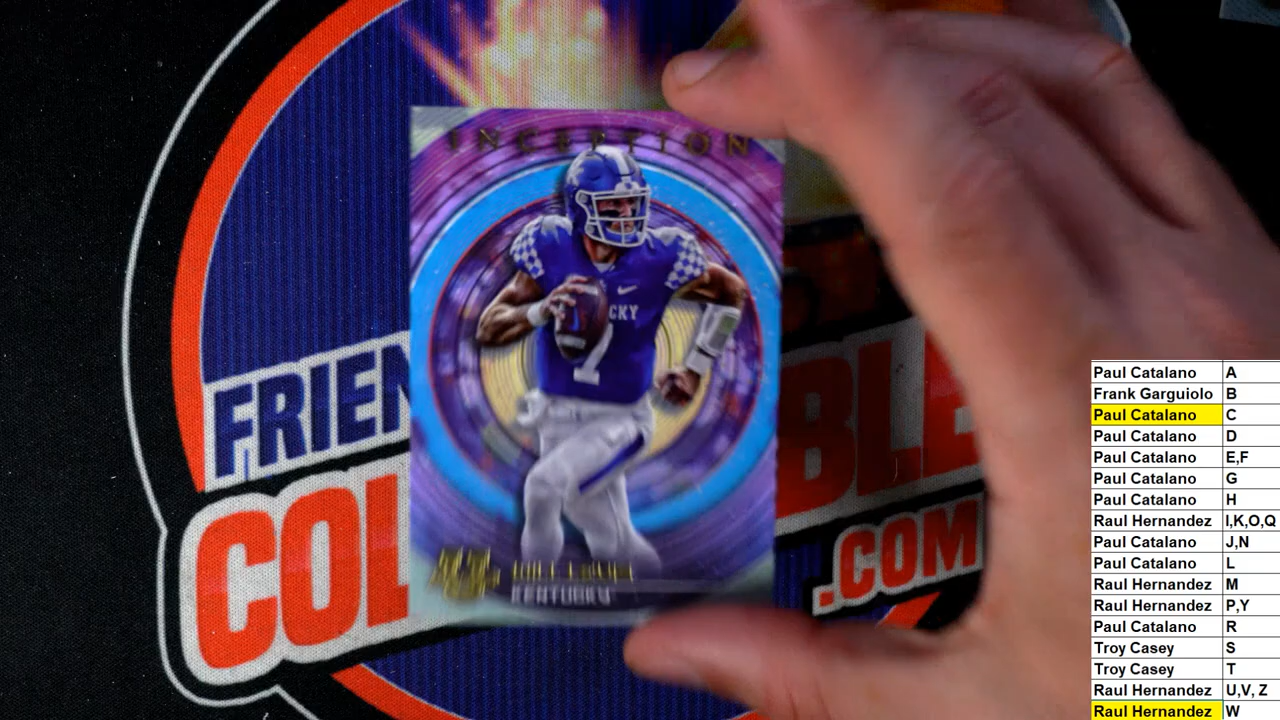 INCEPTION
KENTUCKY
CKY
7
FRIEN
COL BLE
.COM
Paul Catalano A
Frank Garguiolo B
Paul Catalano C
Paul Catalano D
Paul Catalano E,F
Paul Catalano G
Paul Catalano H
Raul Hernandez I,K,O,Q
Paul Catalano J,N
Paul Catalano L
Raul Hernandez M
Raul Hernandez P,Y
Paul Catalano R
Troy Casey S
Troy Casey T
Raul Hernandez U,V, Z
Raul Hernandez W